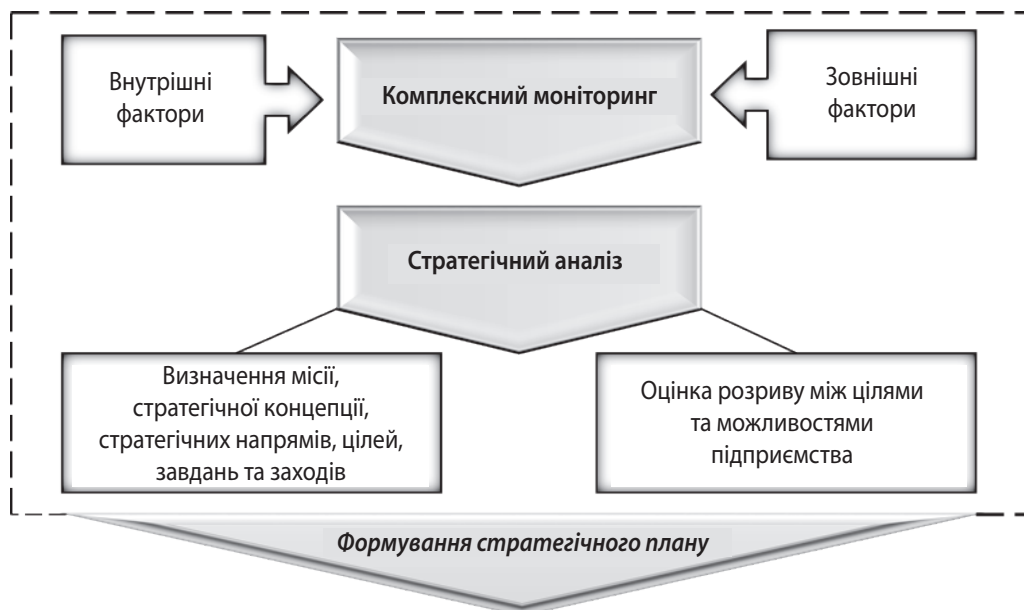 Внутрішні
фактори
Комплексний моніторинг
Зовнішні
фактори
Стратегічний аналіз
Визначення місії,
стратегічної концепції,
стратегічних напрямів, цілей,
завдань та заходів
Оцінка розриву між цілями
та можливостями
підприємства
Формування стратегічного плану